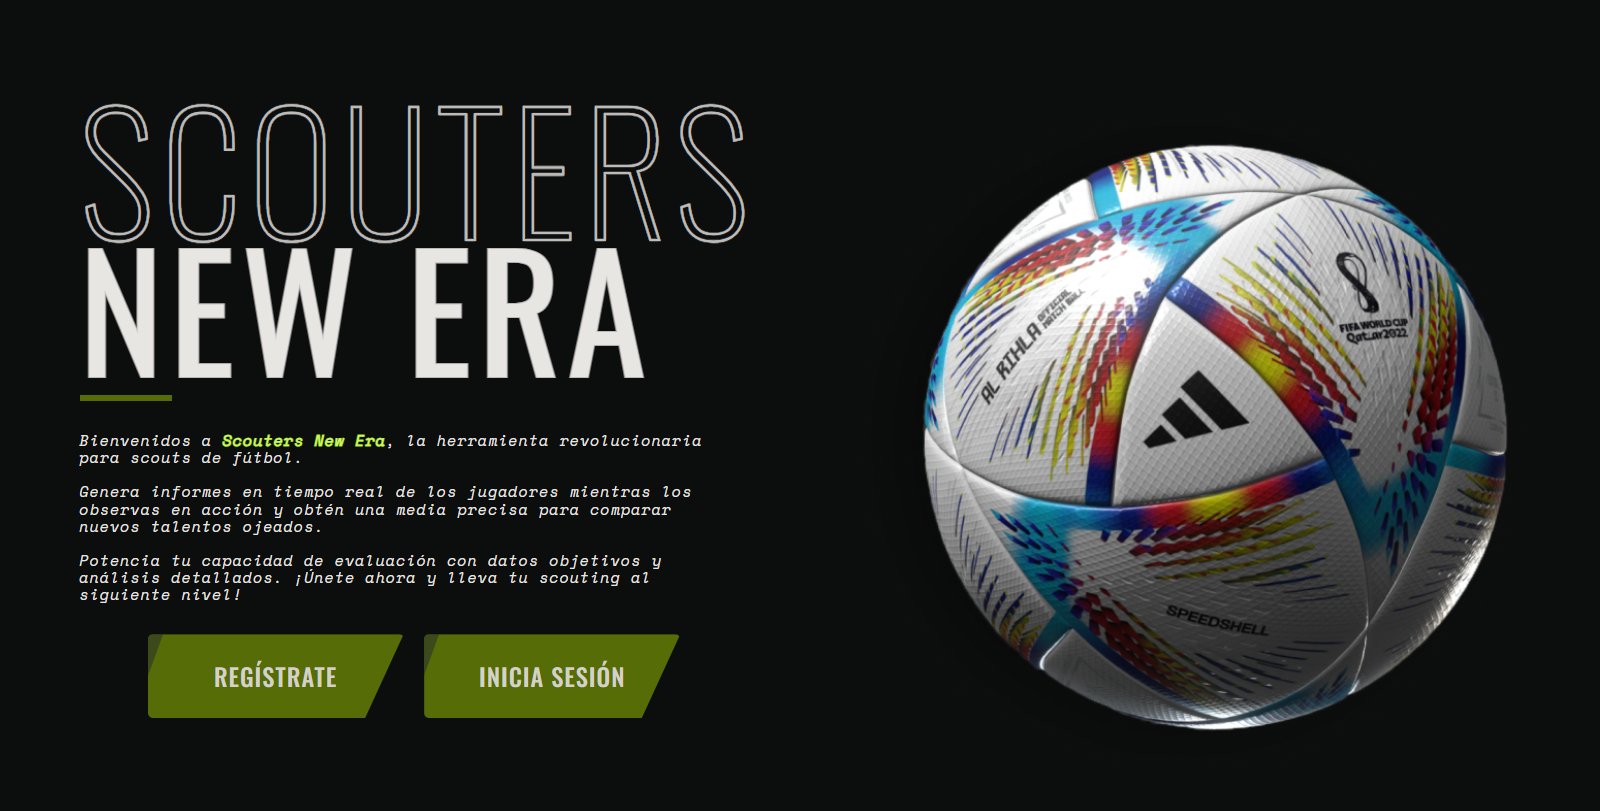 SCOUTERS
NEW ERA
Bienvenidos a Scouters New Era, la herramienta revolucionaria
para scouts de fútbol.
Genera informes en tiempo real de los jugadores mientras los
observas en acción y obtén una media precisa para comparar
nuevos talentos ojeados.
Potencia tu capacidad de evaluación con datos objetivos y
análisis detallados. ¡Únete ahora y lleva tu scouting al
siguiente nivel!
REGÍSTRATE
INICIA SESIÓN
AL RIHLA
OFFICIAL
MATCH BALL
FIFA WORLD CUP
Qatar2022
SPEEDSHELL